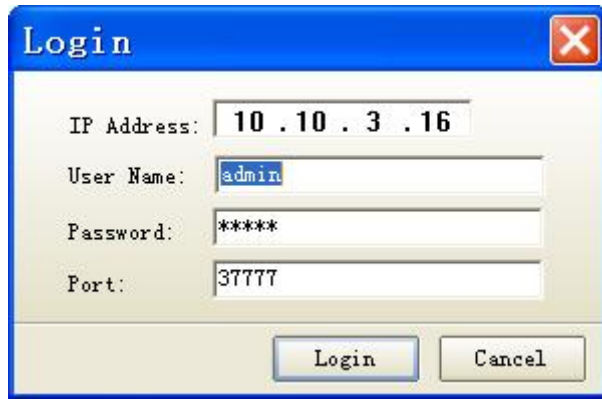 Login
IP Address: 10 . 10 . 3 . 16
User Name: admin
Password: *****
Port: 37777
Login Cancel